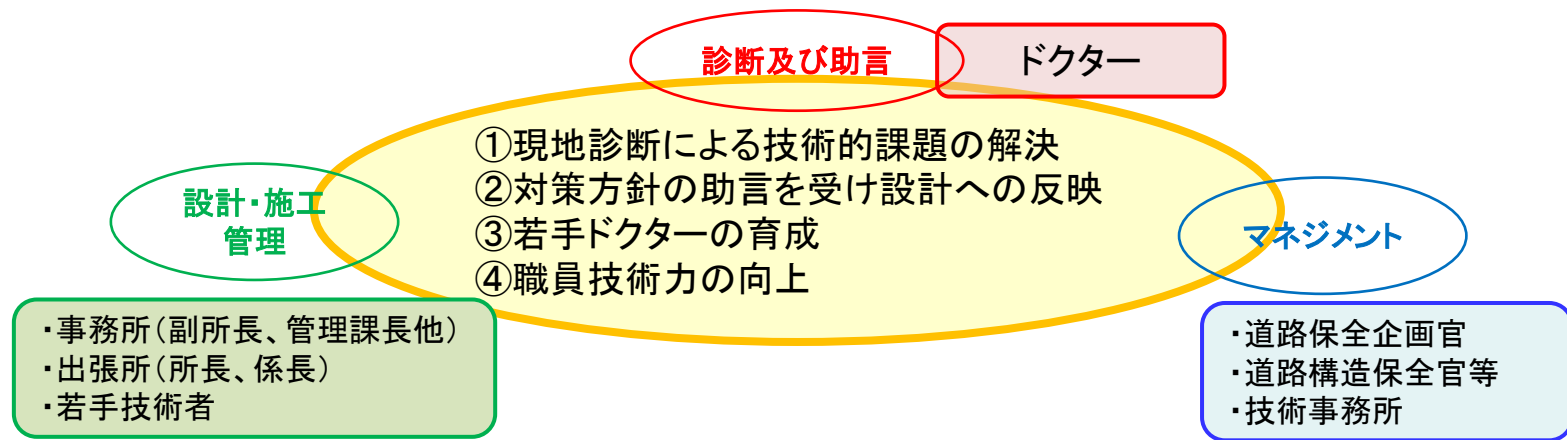 診断及び助言
ドクター
①現地診断による技術的課題の解決
②対策方針の助言を受け設計への反映
③若手ドクターの育成
④職員技術力の向上
設計・施工
管理
マネジメント
・事務所（副所長、管理課長他）
・出張所（所長、係長）
・若手技術者
・道路保全企画官
・道路構造保全官等
・技術事務所